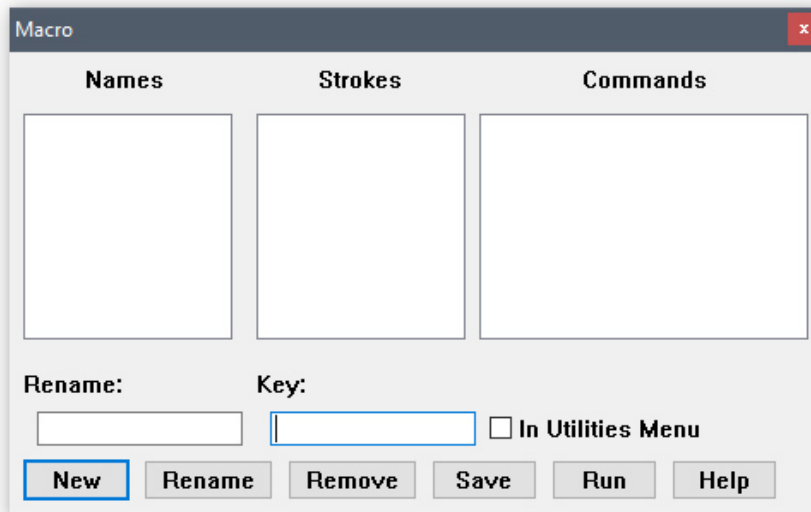 Macro x
Names Strokes Commands
Rename: Key:
In Utilities Menu
New Rename Remove Save Run Help